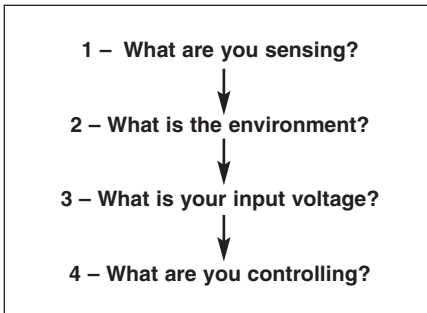 1 – What are you sensing?
2 – What is the environment?
3 – What is your input voltage?
4 – What are you controlling?